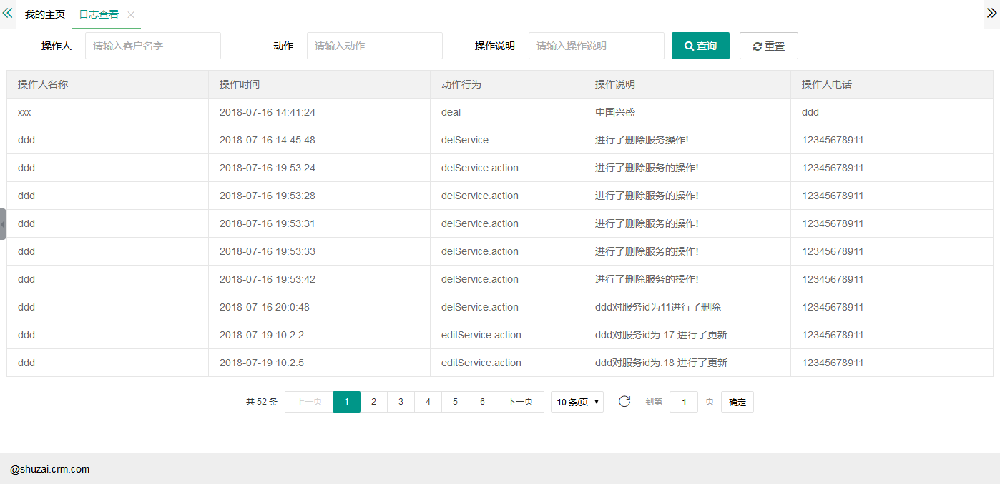 我的主页 日志查看
操作人: 请输入客户名字 动作: 请输入动作 操作说明: 请输入操作说明 查询 重置
操作人名称 操作时间 动作行为 操作说明 操作人电话
xxx 2018-07-16 14:41:24 deal 中国兴盛 ddd
ddd 2018-07-16 14:45:48 delService 进行了删除服务操作! 12345678911
ddd 2018-07-16 19:53:24 delService.action 进行了删除服务的操作! 12345678911
ddd 2018-07-16 19:53:28 delService.action 进行了删除服务的操作! 12345678911
ddd 2018-07-16 19:53:31 delService.action 进行了删除服务的操作! 12345678911
ddd 2018-07-16 19:53:33 delService.action 进行了删除服务的操作! 12345678911
ddd 2018-07-16 19:53:42 delService.action 进行了删除服务的操作! 12345678911
ddd 2018-07-16 20:0:48 delService.action ddd对服务id为11进行了删除 12345678911
ddd 2018-07-19 10:2:2 editService.action ddd对服务id为:17 进行了更新 12345678911
ddd 2018-07-19 10:2:5 editService.action ddd对服务id为:18 进行了更新 12345678911
共 52 条 上一页 1 2 3 4 5 6 下一页 10 条/页 到第 1 页 确定
@shuzai.crm.com